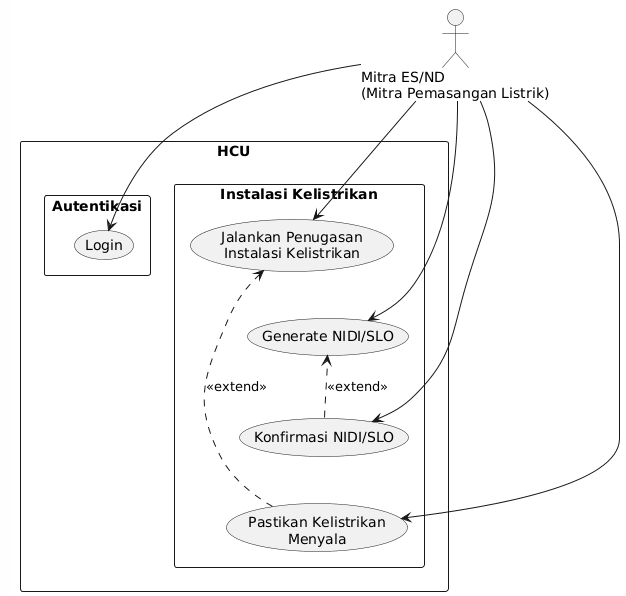 Mitra ES/ND
(Mitra Pemasangan Listrik)
HCU
Autentikasi
Login
Instalasi Kelistrikan
Jalankan Penugasan
Instalasi Kelistrikan
Generate NIDI/SLO
«extend»
«extend»
Konfirmasi NIDI/SLO
Pastikan Kelistrikan
Menyala